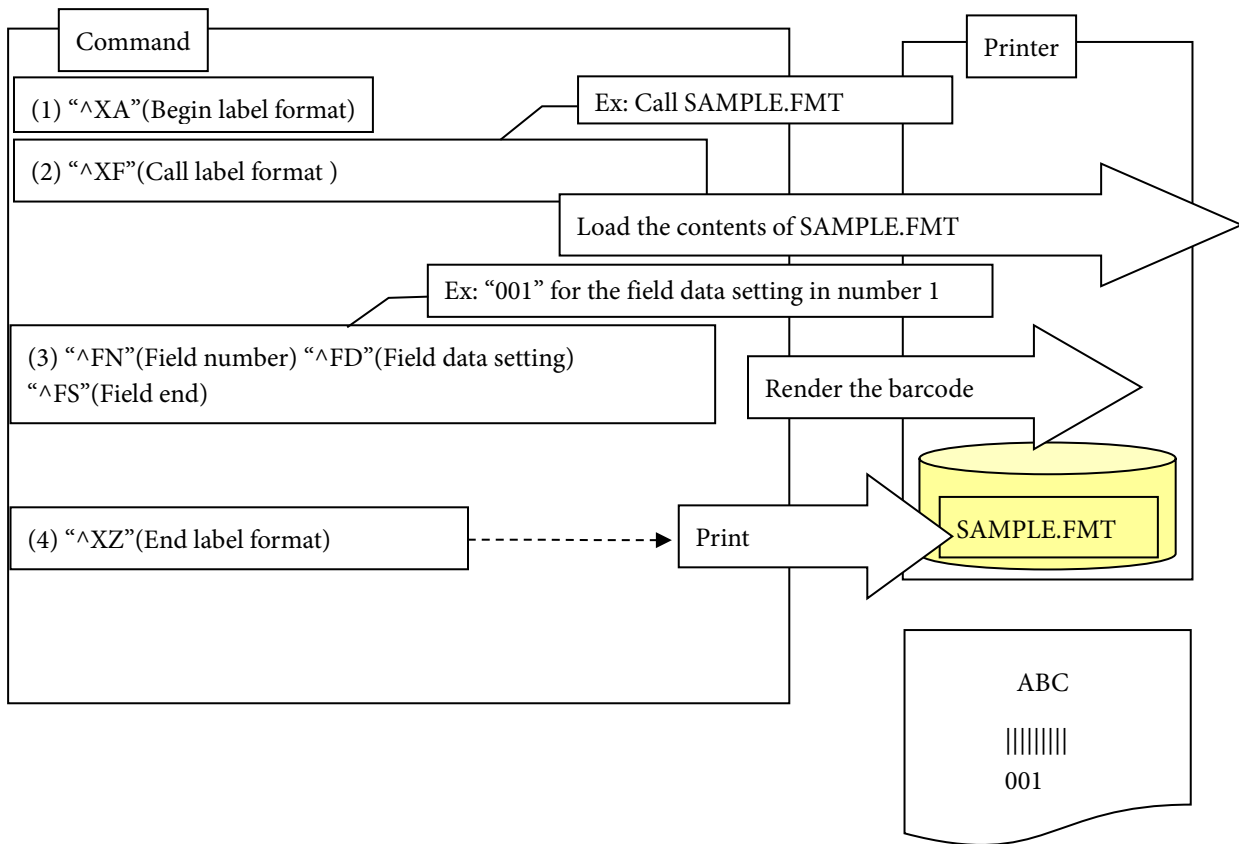 Command
Printer
(1) “^XA”(Begin label format)
Ex: Call SAMPLE.FMT
(2) “^XF”(Call label format )
Load the contents of SAMPLE.FMT
Ex: “001” for the field data setting in number 1
(3) “^FN”(Field number) “^FD”(Field data setting)
“^FS”(Field end)
Render the barcode
(4) “^XZ”(End label format)
Print
SAMPLE.FMT
ABC
|||||||||
001